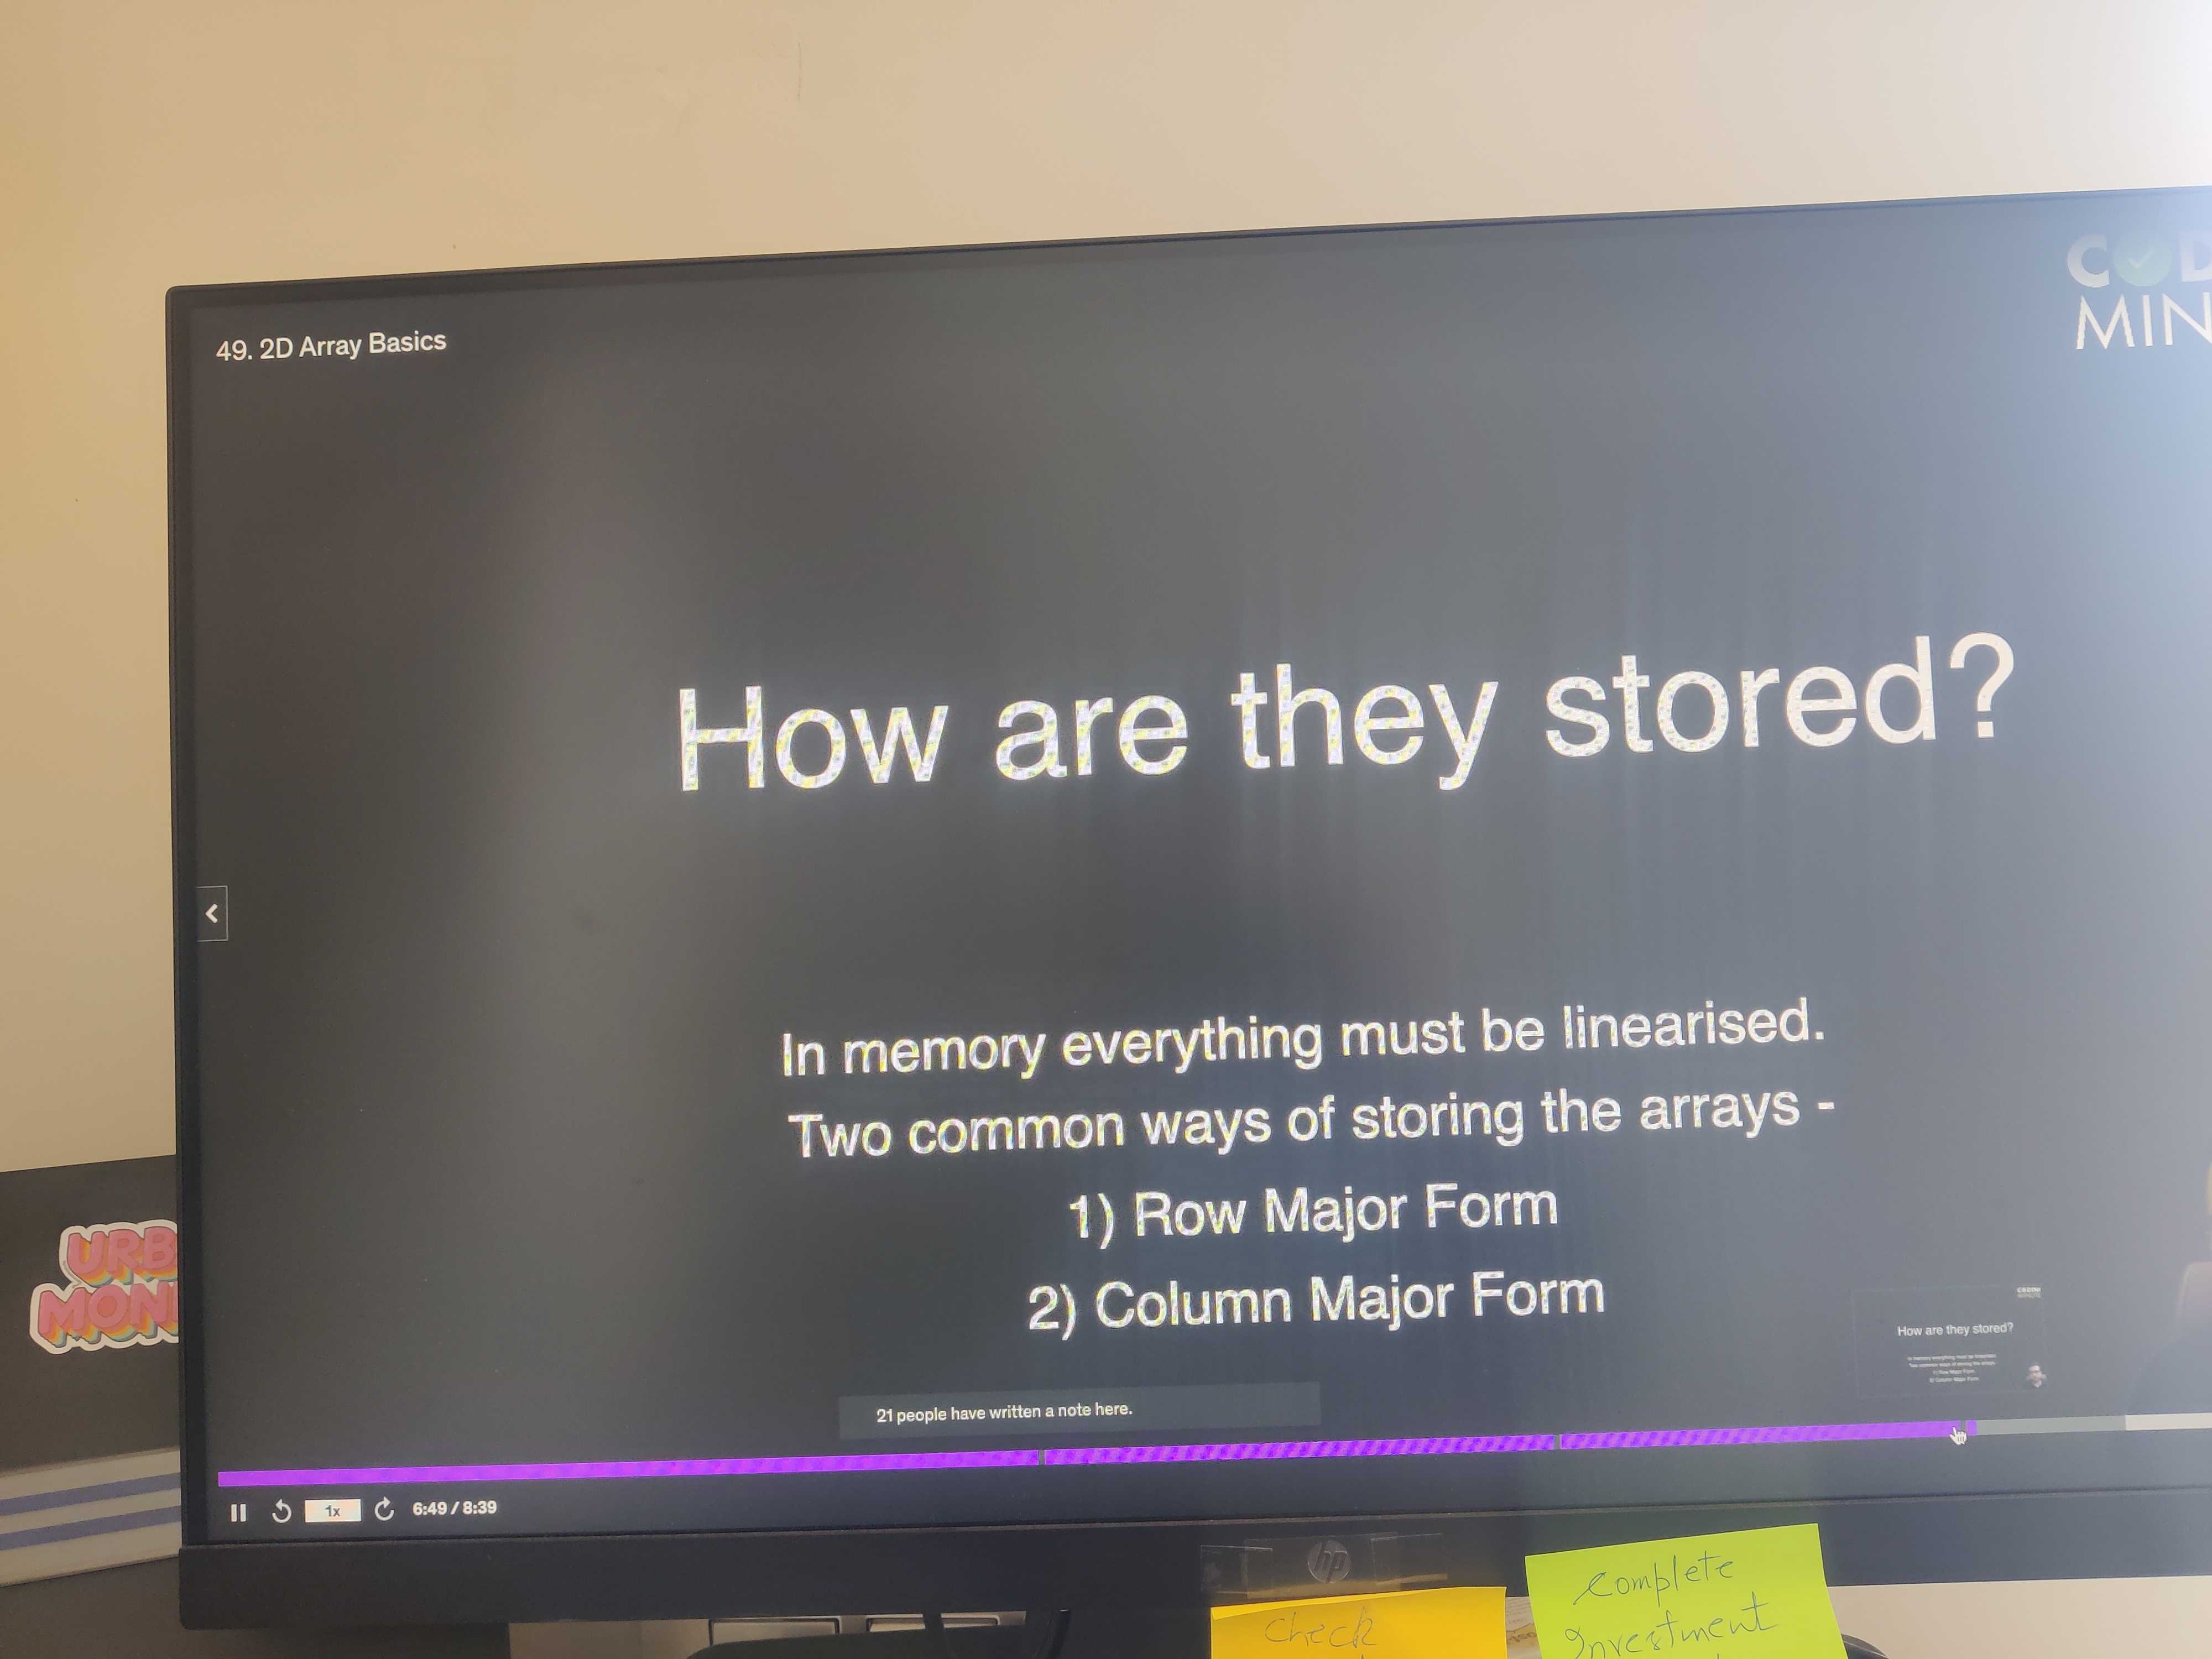 49. 2D Array Basics
MIN
How are they stored?
In memory everything must be linearised.
Two common ways of storing the arrays -
1) Row Major Form
2) Column Major Form
How are they stored?
21 people have written a note here.
1x
6:49 / 8:39
URB
MON
hp
check
complete
Investment